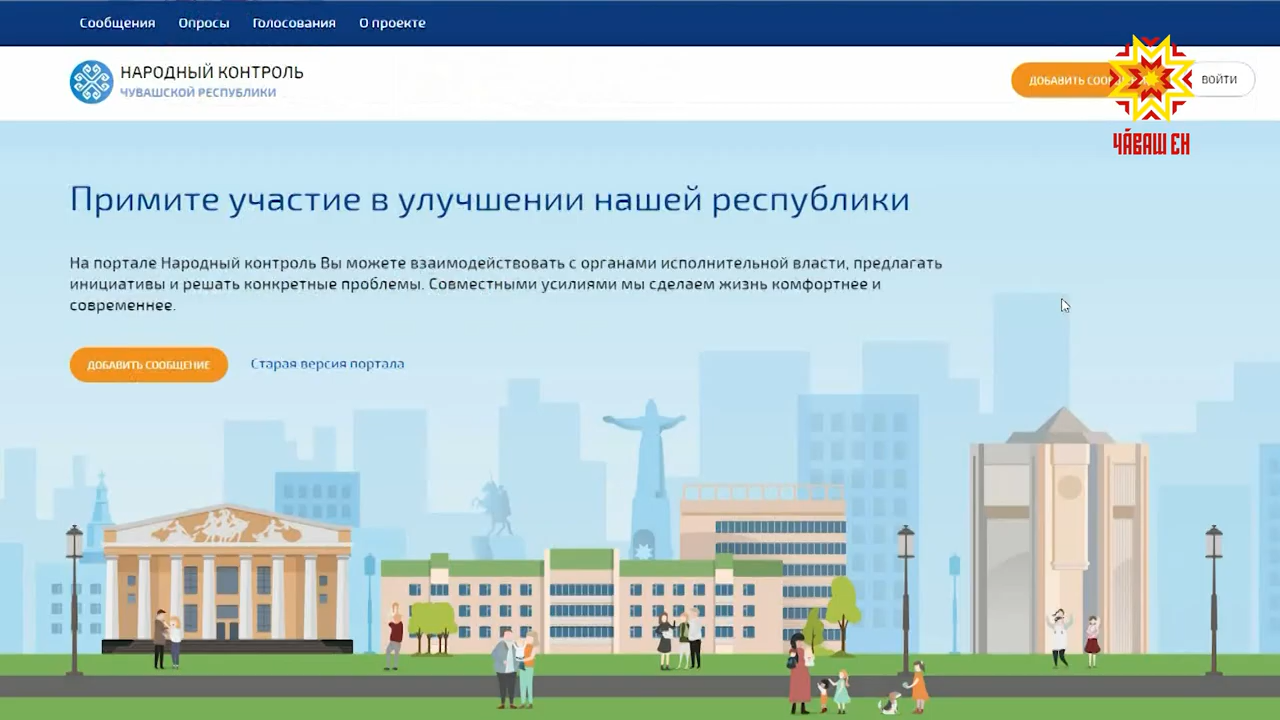 Сообщения Опросы Голосования О проекте
НАРОДНЫЙ КОНТРОЛЬ
ЧУВАШСКОЙ РЕСПУБЛИКИ
ДОБАВИТЬ ВОЙТИ
ЧӐВАШ ЕН
Примите участие в улучшении нашей республики
На портале Народный контроль Вы можете взаимодействовать с органами исполнительной власти, предлагать
инициативы и решать конкретные проблемы. Совместными усилиями мы сделаем жизнь комфортнее и
современнее.
ДОБАВИТЬ СООБЩЕНИЕ Старая версия портала